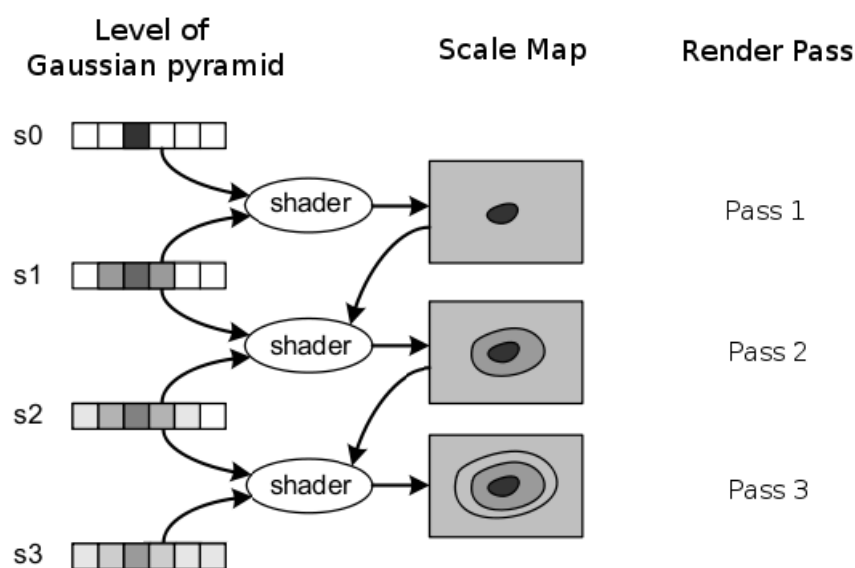 Level of
Gaussian pyramid
Scale Map
Render Pass
s0
shader
Pass 1
s1
shader
Pass 2
s2
shader
Pass 3
s3